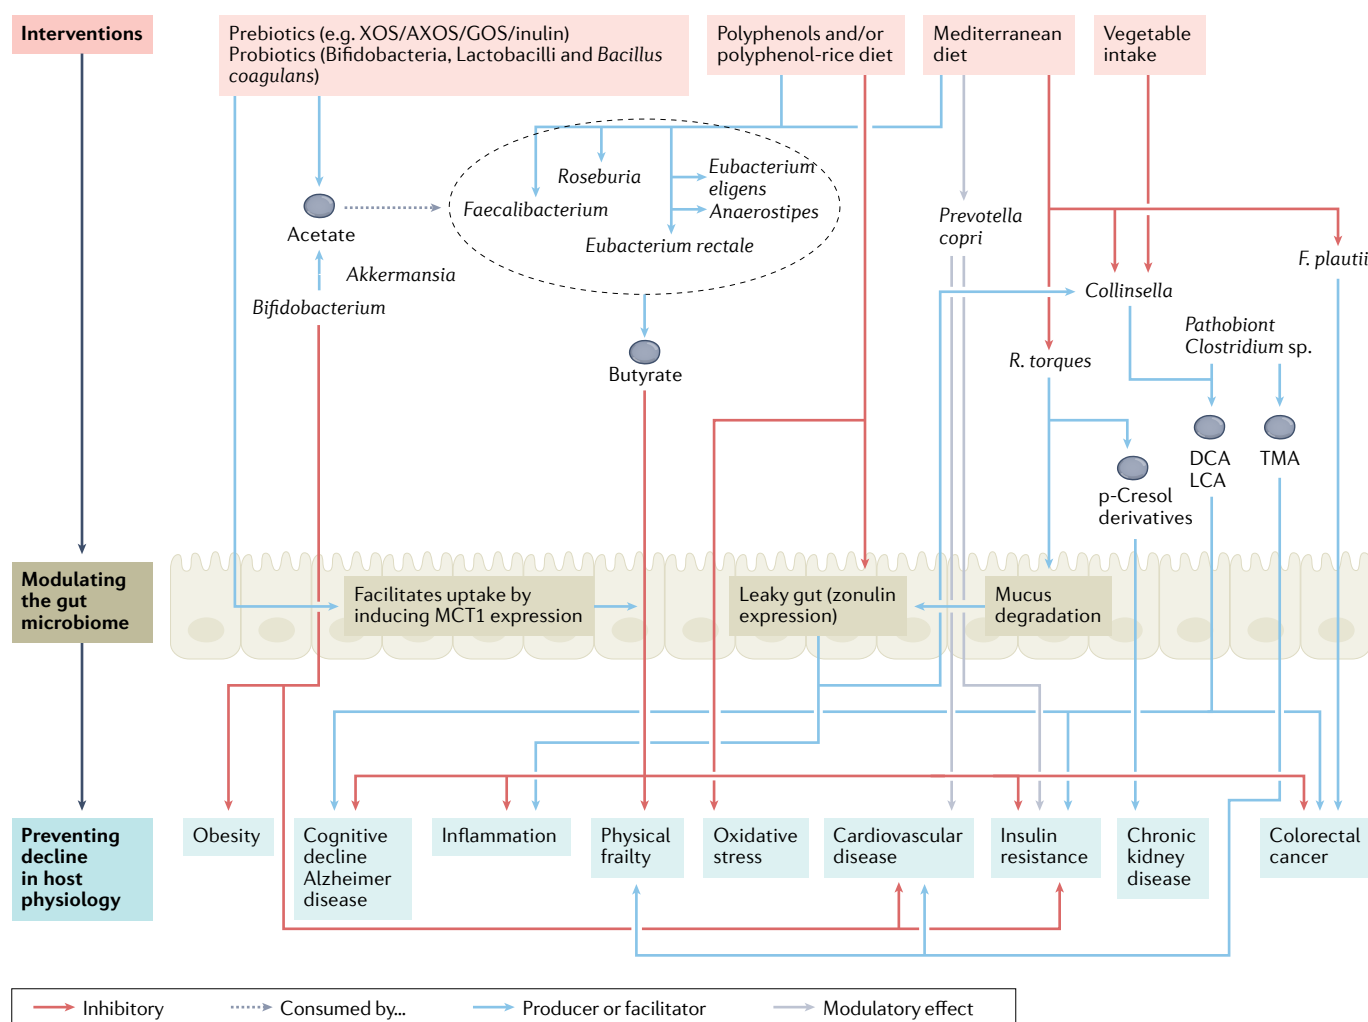 Interventions
Prebiotics (e.g. XOS/AXOS/GOS/inulin)
Probiotics (Bifidobacteria, Lactobacilli and Bacillus
coagulans)
Polyphenols and/or
polyphenol-rice diet
Mediterranean
diet
Vegetable
intake
Roseburia
Eubacterium
eligens
Faecalibacterium
Anaerostipes
Eubacterium rectale
Acetate
Akkermansia
Bifidobacterium
Prevotella
copri
F. plautii
Collinsella
Pathobiont
Clostridium sp.
R. torques
Butyrate
DCA
LCA
TMA
p-Cresol
derivatives
Modulating
the gut
microbiome
Facilitates uptake by
inducing MCT1 expression
Leaky gut (zonulin
expression)
Mucus
degradation
Preventing
decline
in host
physiology
Obesity
Cognitive
decline
Alzheimer
disease
Inflammation
Physical
frailty
Oxidative
stress
Cardiovascular
disease
Insulin
resistance
Chronic
kidney
disease
Colorectal
cancer
Inhibitory
Consumed by...
Producer or facilitator
Modulatory effect